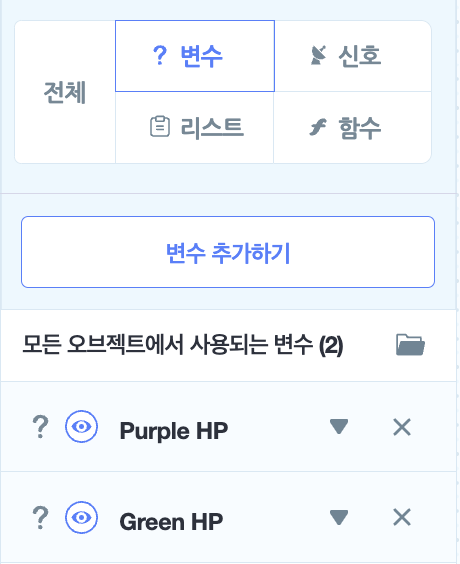 전체
? 변수
신호
리스트
함수
변수 추가하기
모든 오브젝트에서 사용되는 변수 (2)
? Purple HP
? Green HP